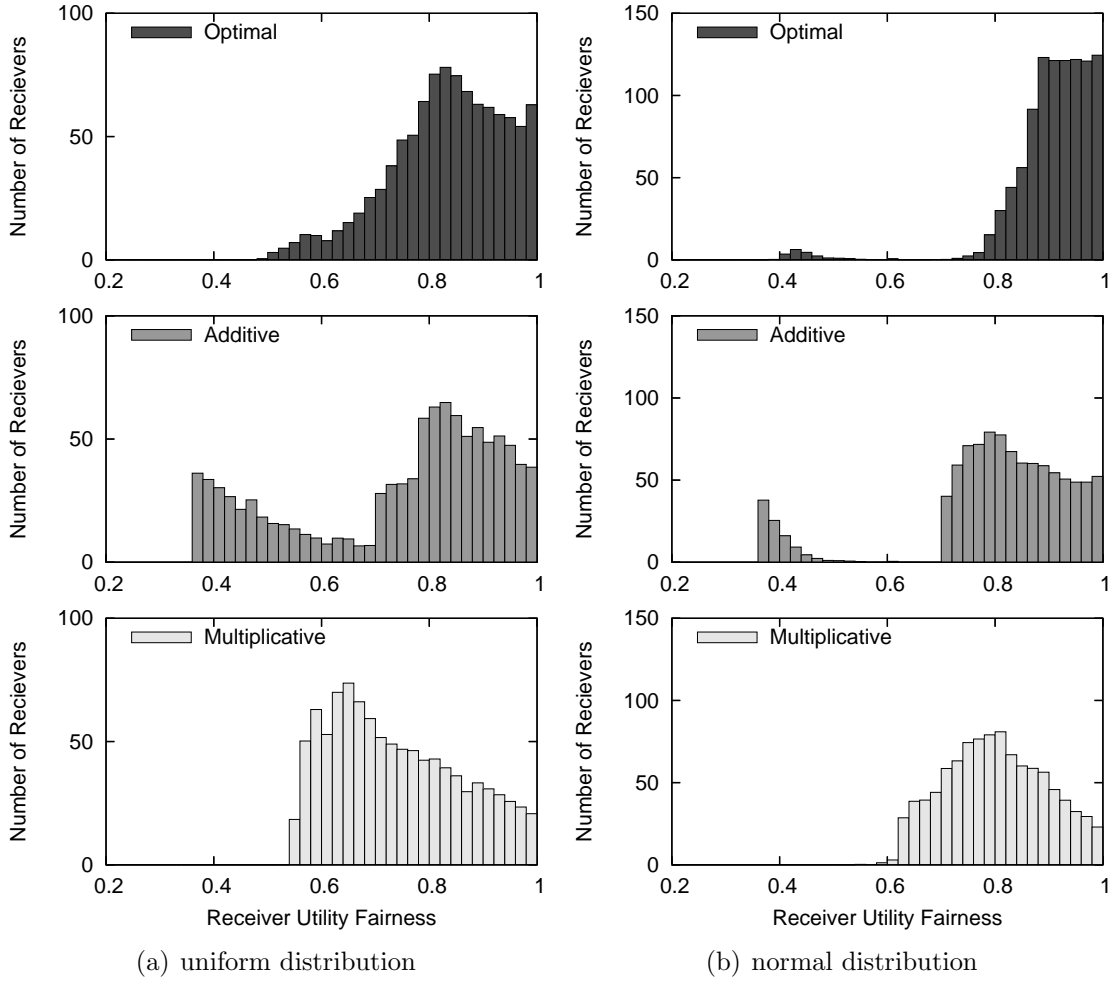 Number of Recievers
100
50
0
Optimal
0.2 0.4 0.6 0.8 1
Number of Recievers
150
100
50
0
Optimal
0.2 0.4 0.6 0.8 1
Number of Recievers
100
50
0
Additive
0.2 0.4 0.6 0.8 1
Number of Recievers
150
100
50
0
Additive
0.2 0.4 0.6 0.8 1
Number of Recievers
100
50
0
Multiplicative
0.2 0.4 0.6 0.8 1
Receiver Utility Fairness
Number of Recievers
150
100
50
0
Multiplicative
0.2 0.4 0.6 0.8 1
Receiver Utility Fairness
(a) uniform distribution
(b) normal distribution